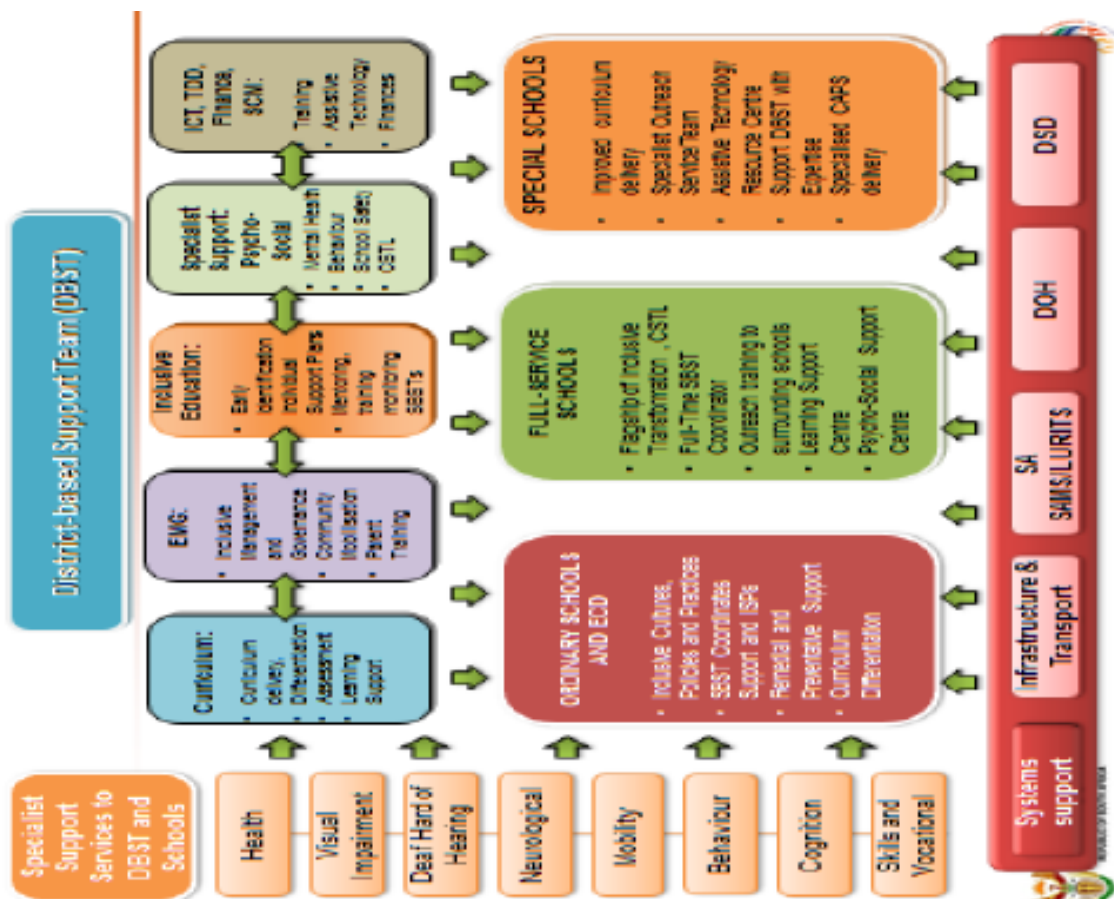 District-based Support Team (DBST)
Specialist
Support
Services to
DBST and
Schools
Health
Visual
Impairment
Deaf Hard of
Hearing
Neurological
Mobility
Behaviour
Cognition
Skills and
Vocational
Curriculum:
• Curriculum
delivery,
• Differentiation
• Assessment
• Learning
Support
EMG:
• Inclusive
Management
and
Governance
• Community
Mobilisation
• Parent
Training
Inclusive
Education:
• Early
identification
• Individual
Support Plans
• Mentoring,
training
monitoring
SBSTs
Specialist
Support:
Psycho-
Social
• Mental Health
• Behaviour
• School Safety
• CSTL
ICT, TDD,
Finance,
SCM:
• Training
• Assistive
Technology
• Finances
ORDINARY SCHOOLS
AND ECD
• Inclusive Cultures,
Policies and Practices
• SBST Coordinates
Support and ISPs
• Remedial and
Preventative Support
• Curriculum
Differentiation
FULL-SERVICE
SCHOOLS
• Flagship of Inclusive
Transformation , CSTL
• Full-Time SBST
Coordinator
• Outreach training to
surrounding schools
• Learning Support
Centre
• Psycho-Social Support
Centre
SPECIAL SCHOOLS
• Improved curriculum
delivery
• Specialist Outreach
Service Team
• Assistive Technology
Resource Centre
• Support DBST with
Expertise
• Specialised CAPS
delivery
Systems
support
Infrastructure &
Transport
SA
SAMS/LURITS
DOH
DSD
REPUBLIC OF SOUTH AFRICA